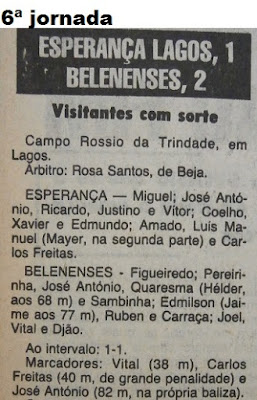 6ª jornada
ESPERANÇA LAGOS, 1
BELENENSES, 2
Visitantes com sorte
Campo Rossio da Trindade, em
Lagos.
Árbitro: Rosa Santos, de Beja.
ESPERANÇA — Miguel; José Antó-
nio, Ricardo, Justino e Vítor; Coelho,
Xavier e Edmundo; Amado, Luís Ma-
nuel (Mayer, na segunda parte) e Car-
los Freitas.
BELENENSES - Figueiredo; Pereiri-
nha, José António, Quaresma (Hélder,
aos 68 m) e Sambinha; Edmilson (Jai-
me aos 77 m), Ruben e Carraça; Joel,
Vital e Djão.
Ao intervalo: 1-1.
Marcadores: Vital (38 m), Carlos
Freitas (40 m, de grande penalidade) e
José António (82 m, na própria baliza).